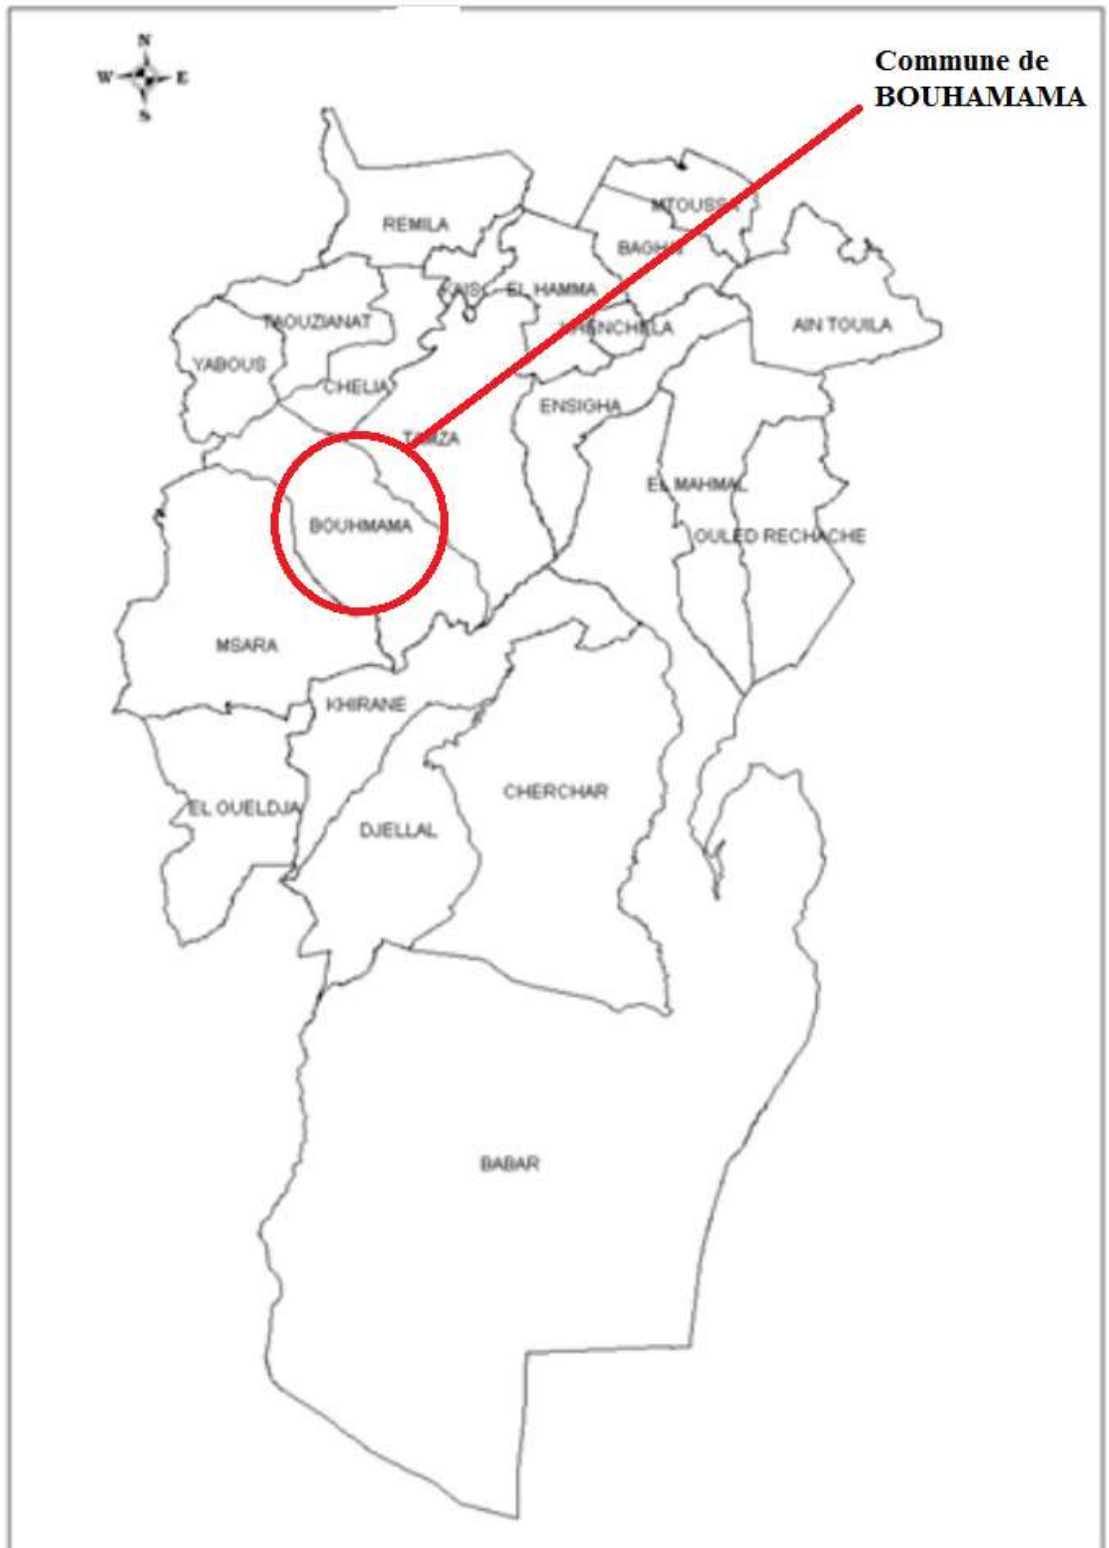 N
W E
S
Commune de
BOUHAMAMA
MTOUSSA
REMILA
BAGHAI
KAIS
EL HAMMA
TAOUZIANAT
KHENCHELA
AIN TOUILA
YABOUS
CHELIA
ENSIGHA
TAMZA
EL MAHMAL
BOUHMAMA
OULED RECHACHE
MSARA
KHIRANE
CHERCHAR
EL OUELDJA
DJELLAL
BABAR